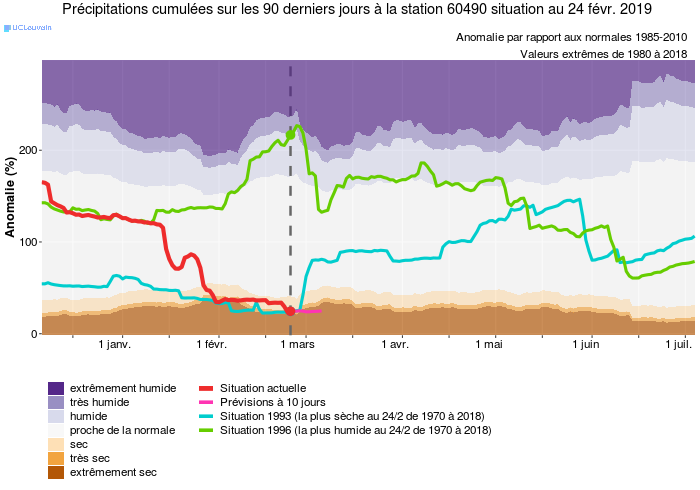 Précipitations cumulées sur les 90 derniers jours à la station 60490 situation au 24 févr. 2019
UCLouvain
Anomalie par rapport aux normales 1985-2010
Valeurs extrêmes de 1980 à 2018
Anomalie (%)
200
100
0
1 janv.
1 févr.
1 mars
1 avr.
1 mai
1 juin
1 juil.
extrêmement humide
très humide
humide
proche de la normale
sec
très sec
extrêmement sec
Situation actuelle
Prévisions à 10 jours
Situation 1993 (la plus sèche au 24/2 de 1970 à 2018)
Situation 1996 (la plus humide au 24/2 de 1970 à 2018)